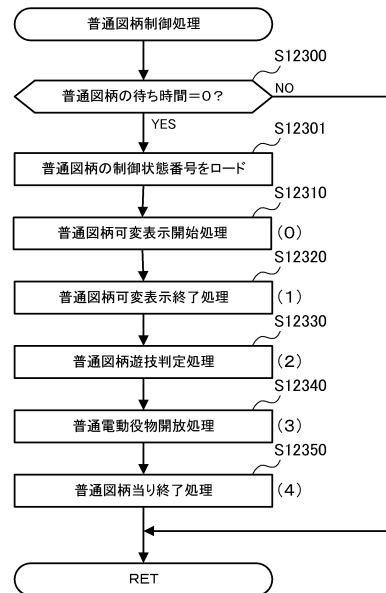 普通図柄制御処理
S12300
普通図柄の待ち時間=0?
NO
YES
S12301
普通図柄の制御状態番号をロード
S12310
普通図柄可変表示開始処理
(0)
S12320
普通図柄可変表示終了処理
(1)
S12330
普通図柄遊技判定処理
(2)
S12340
普通電動役物開放処理
(3)
S12350
普通図柄当り終了処理
(4)
RET